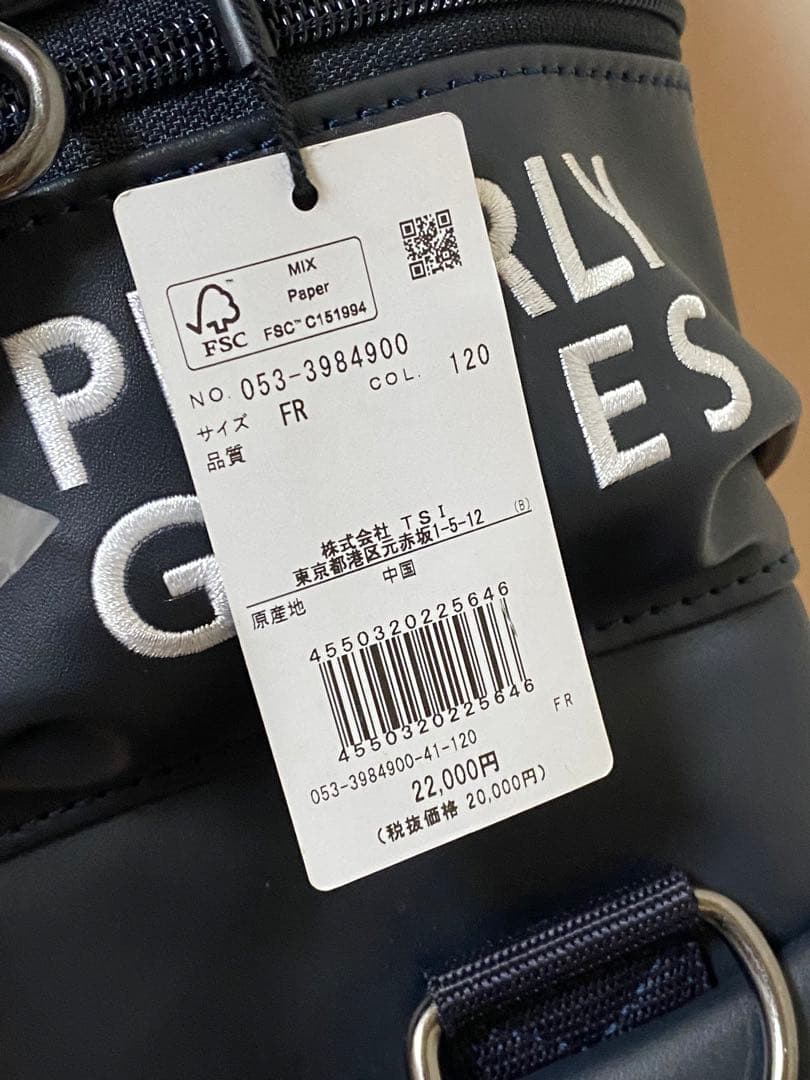 MIX
Paper
FSC™ C151994
FSC
NO. 053-3984900
COL. 120
サイズ FR
品質
株式会社 TSI
東京都港区元赤坂1-5-12 (B)
原産地 中国
4550320225646
4550320225646
053-3984900-41-120 FR
22,000円
(税抜価格 20,000円)
P RLY
G ES